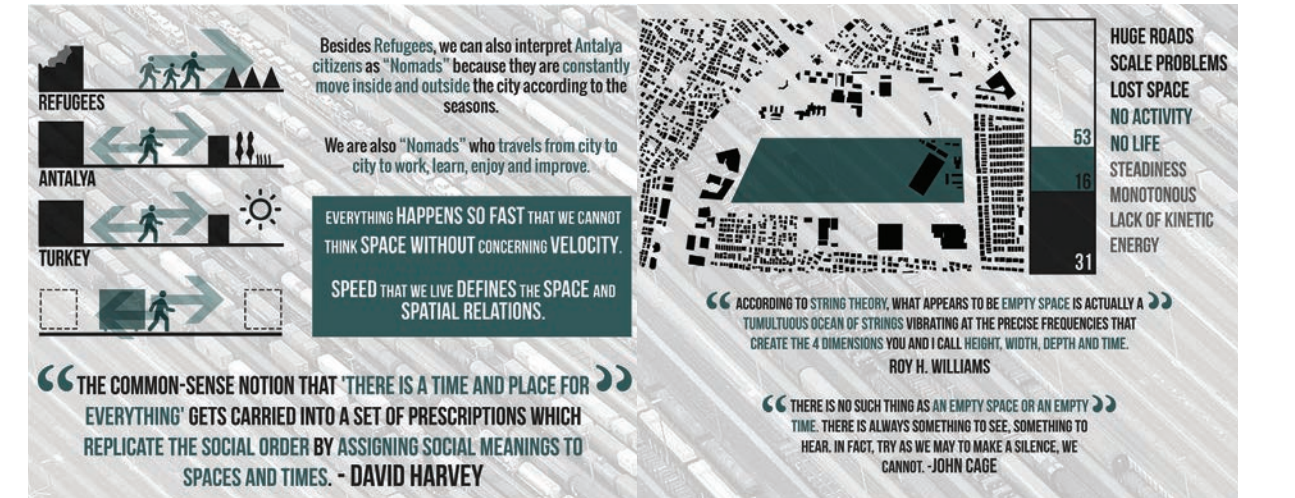 REFUGEES
ANTALYA
TURKEY
Besides Refugees, we can also interpret Antalya
citizens as “Nomads” because they are constantly
move inside and outside the city according to the
seasons.
We are also “Nomads” who travels from city to
city to work, learn, enjoy and improve.
EVERYTHING HAPPENS SO FAST THAT WE CANNOT
THINK SPACE WITHOUT CONCERNING VELOCITY.
SPEED THAT WE LIVE DEFINES THE SPACE AND
SPATIAL RELATIONS.
“THE COMMON-SENSE NOTION THAT 'THERE IS A TIME AND PLACE FOR”
EVERYTHING' GETS CARRIED INTO A SET OF PRESCRIPTIONS WHICH
REPLICATE THE SOCIAL ORDER BY ASSIGNING SOCIAL MEANINGS TO
SPACES AND TIMES. - DAVID HARVEY
53
16
31
HUGE ROADS
SCALE PROBLEMS
LOST SPACE
NO ACTIVITY
NO LIFE
STEADINESS
MONOTONOUS
LACK OF KINETIC
ENERGY
“ACCORDING TO STRING THEORY, WHAT APPEARS TO BE EMPTY SPACE IS ACTUALLY A”
TUMULTUOUS OCEAN OF STRINGS VIBRATING AT THE PRECISE FREQUENCIES THAT
CREATE THE 4 DIMENSIONS YOU AND I CALL HEIGHT, WIDTH, DEPTH AND TIME.
ROY H. WILLIAMS
“THERE IS NO SUCH THING AS AN EMPTY SPACE OR AN EMPTY”
TIME. THERE IS ALWAYS SOMETHING TO SEE, SOMETHING TO
HEAR. IN FACT, TRY AS WE MAY TO MAKE A SILENCE, WE
CANNOT. -JOHN CAGE